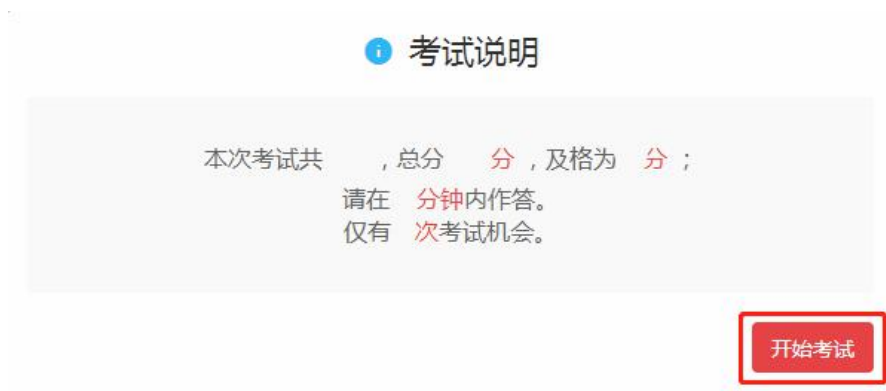 考试说明
本次考试共 ,总分 分,及格为 分；
请在 分钟内作答。
仅有 次考试机会。
开始考试